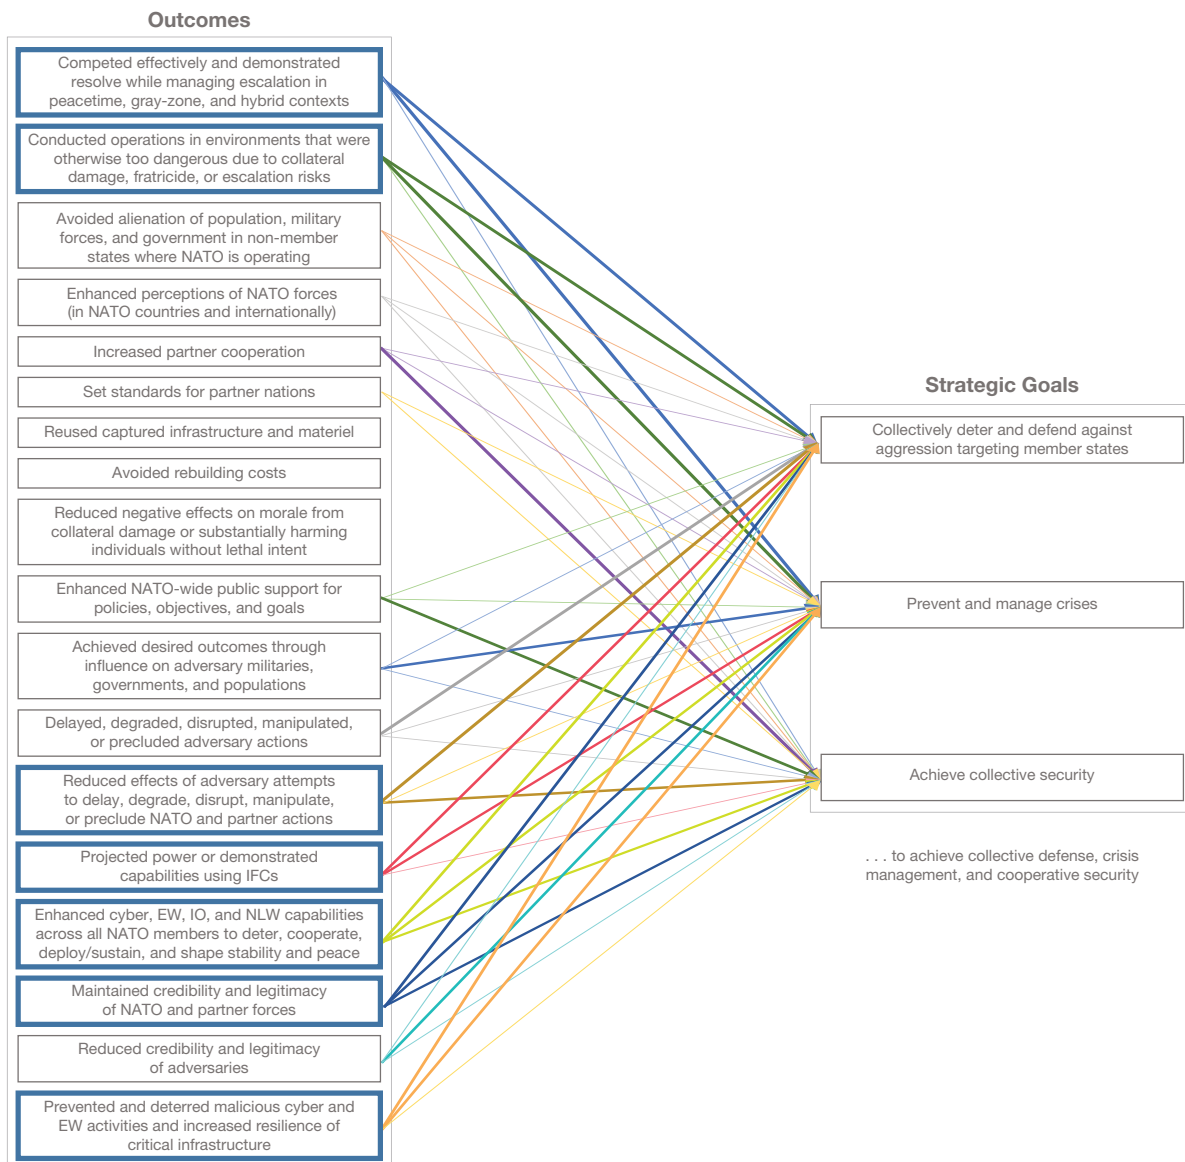 Outcomes
Competed effectively and demonstrated
resolve while managing escalation in
peacetime, gray-zone, and hybrid contexts
Conducted operations in environments that were
otherwise too dangerous due to collateral
damage, fratricide, or escalation risks
Avoided alienation of population, military
forces, and government in non-member
states where NATO is operating
Enhanced perceptions of NATO forces
(in NATO countries and internationally)
Increased partner cooperation
Set standards for partner nations
Reused captured infrastructure and materiel
Avoided rebuilding costs
Reduced negative effects on morale from
collateral damage or substantially harming
individuals without lethal intent
Enhanced NATO-wide public support for
policies, objectives, and goals
Achieved desired outcomes through
influence on adversary militaries,
governments, and populations
Delayed, degraded, disrupted, manipulated,
or precluded adversary actions
Reduced effects of adversary attempts
to delay, degrade, disrupt, manipulate,
or preclude NATO and partner actions
Projected power or demonstrated
capabilities using IFCs
Enhanced cyber, EW, IO, and NLW capabilities
across all NATO members to deter, cooperate,
deploy/sustain, and shape stability and peace
Maintained credibility and legitimacy
of NATO and partner forces
Reduced credibility and legitimacy
of adversaries
Prevented and deterred malicious cyber and
EW activities and increased resilience of
critical infrastructure
Strategic Goals
Collectively deter and defend against
aggression targeting member states
Prevent and manage crises
Achieve collective security
. . . to achieve collective defense, crisis
management, and cooperative security